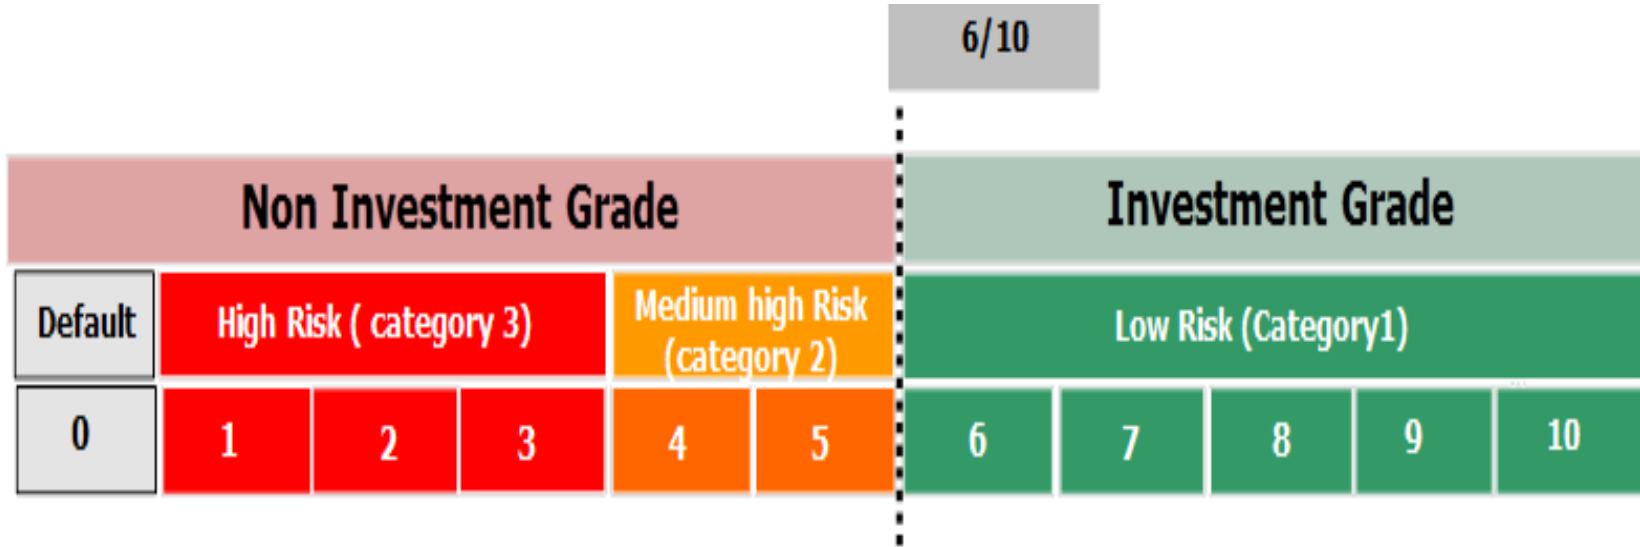 6/10
Non Investment Grade
Investment Grade
Default
High Risk ( category 3)
Medium high Risk
(category 2)
Low Risk (Category1)
0 1 2 3 4 5 6 7 8 9 10